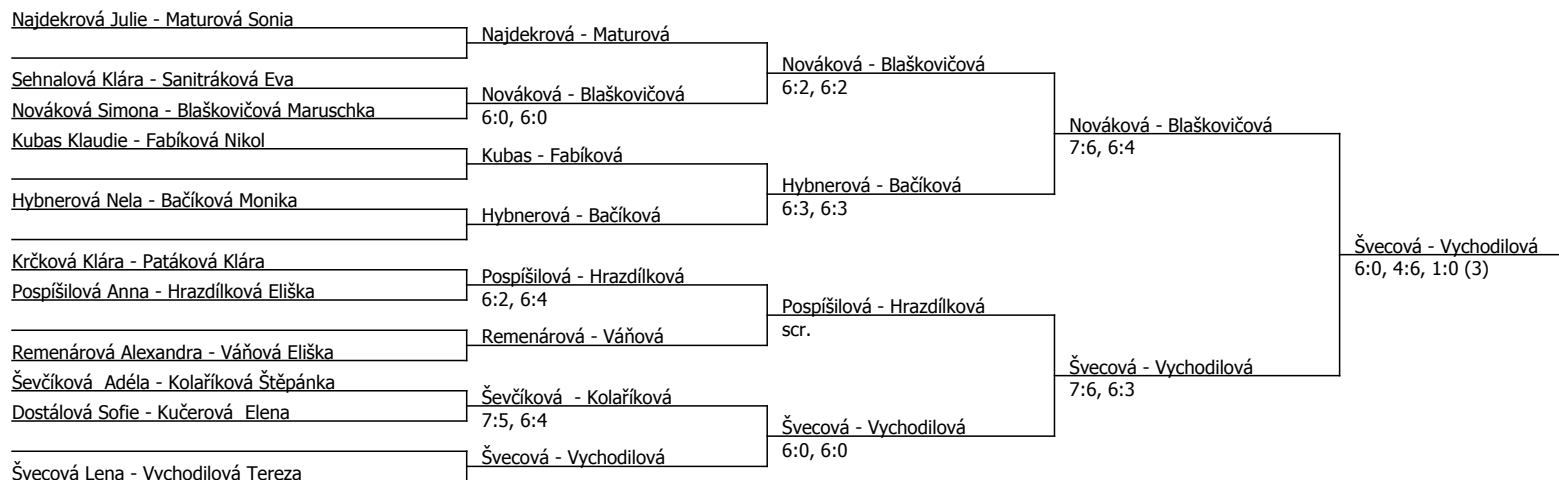 Najdekrová Julie - Maturová Sonia
Sehnalová Klára - Sanitráková Eva
Nováková Simona - Blaškovičová Maruschka
Kubas Klaudie - Fabíková Nikol
Hybnerová Nela - Bačíková Monika
Krčková Klára - Patáková Klára
Pospíšilová Anna - Hrazdílková Eliška
Remenárová Alexandra - Váňová Eliška
Ševčíková  Adéla - Kolaříková Štěpánka
Dostálová Sofie - Kučerová  Elena
Švecová Lena - Vychodilová Tereza
Najdekrová - Maturová
Nováková - Blaškovičová
6:0, 6:0
Kubas - Fabíková
Hybnerová - Bačíková
Pospíšilová - Hrazdílková
6:2, 6:4
Remenárová - Váňová
Ševčíková  - Kolaříková
7:5, 6:4
Švecová - Vychodilová
Nováková - Blaškovičová
6:2, 6:2
Hybnerová - Bačíková
6:3, 6:3
Pospíšilová - Hrazdílková
scr.
Švecová - Vychodilová
6:0, 6:0
Nováková - Blaškovičová
7:6, 6:4
Švecová - Vychodilová
7:6, 6:3
Švecová - Vychodilová
6:0, 4:6, 1:0 (3)